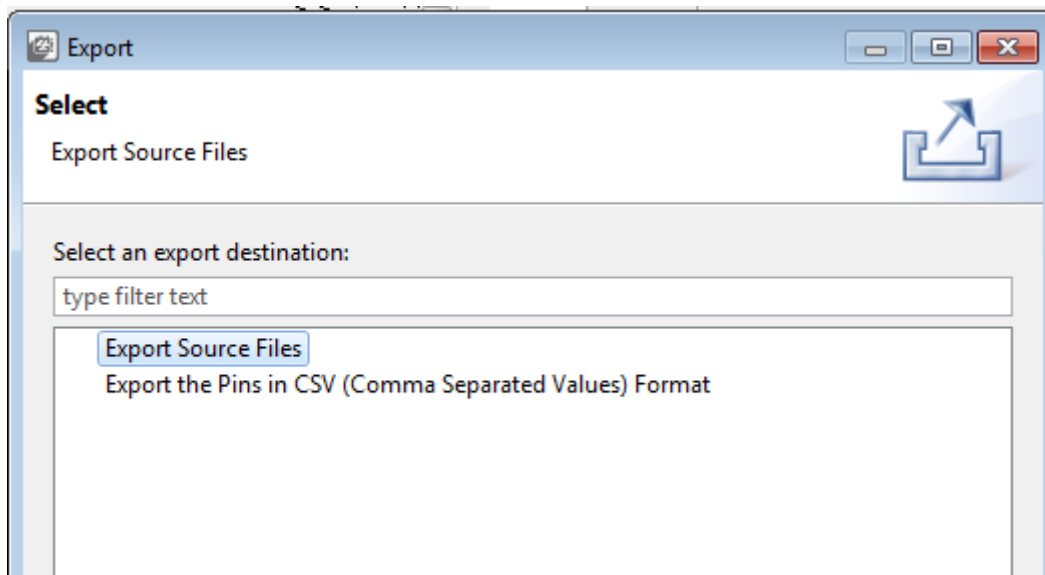 Export
Select
Export Source Files
Select an export destination:
type filter text
Export Source Files
Export the Pins in CSV (Comma Separated Values) Format